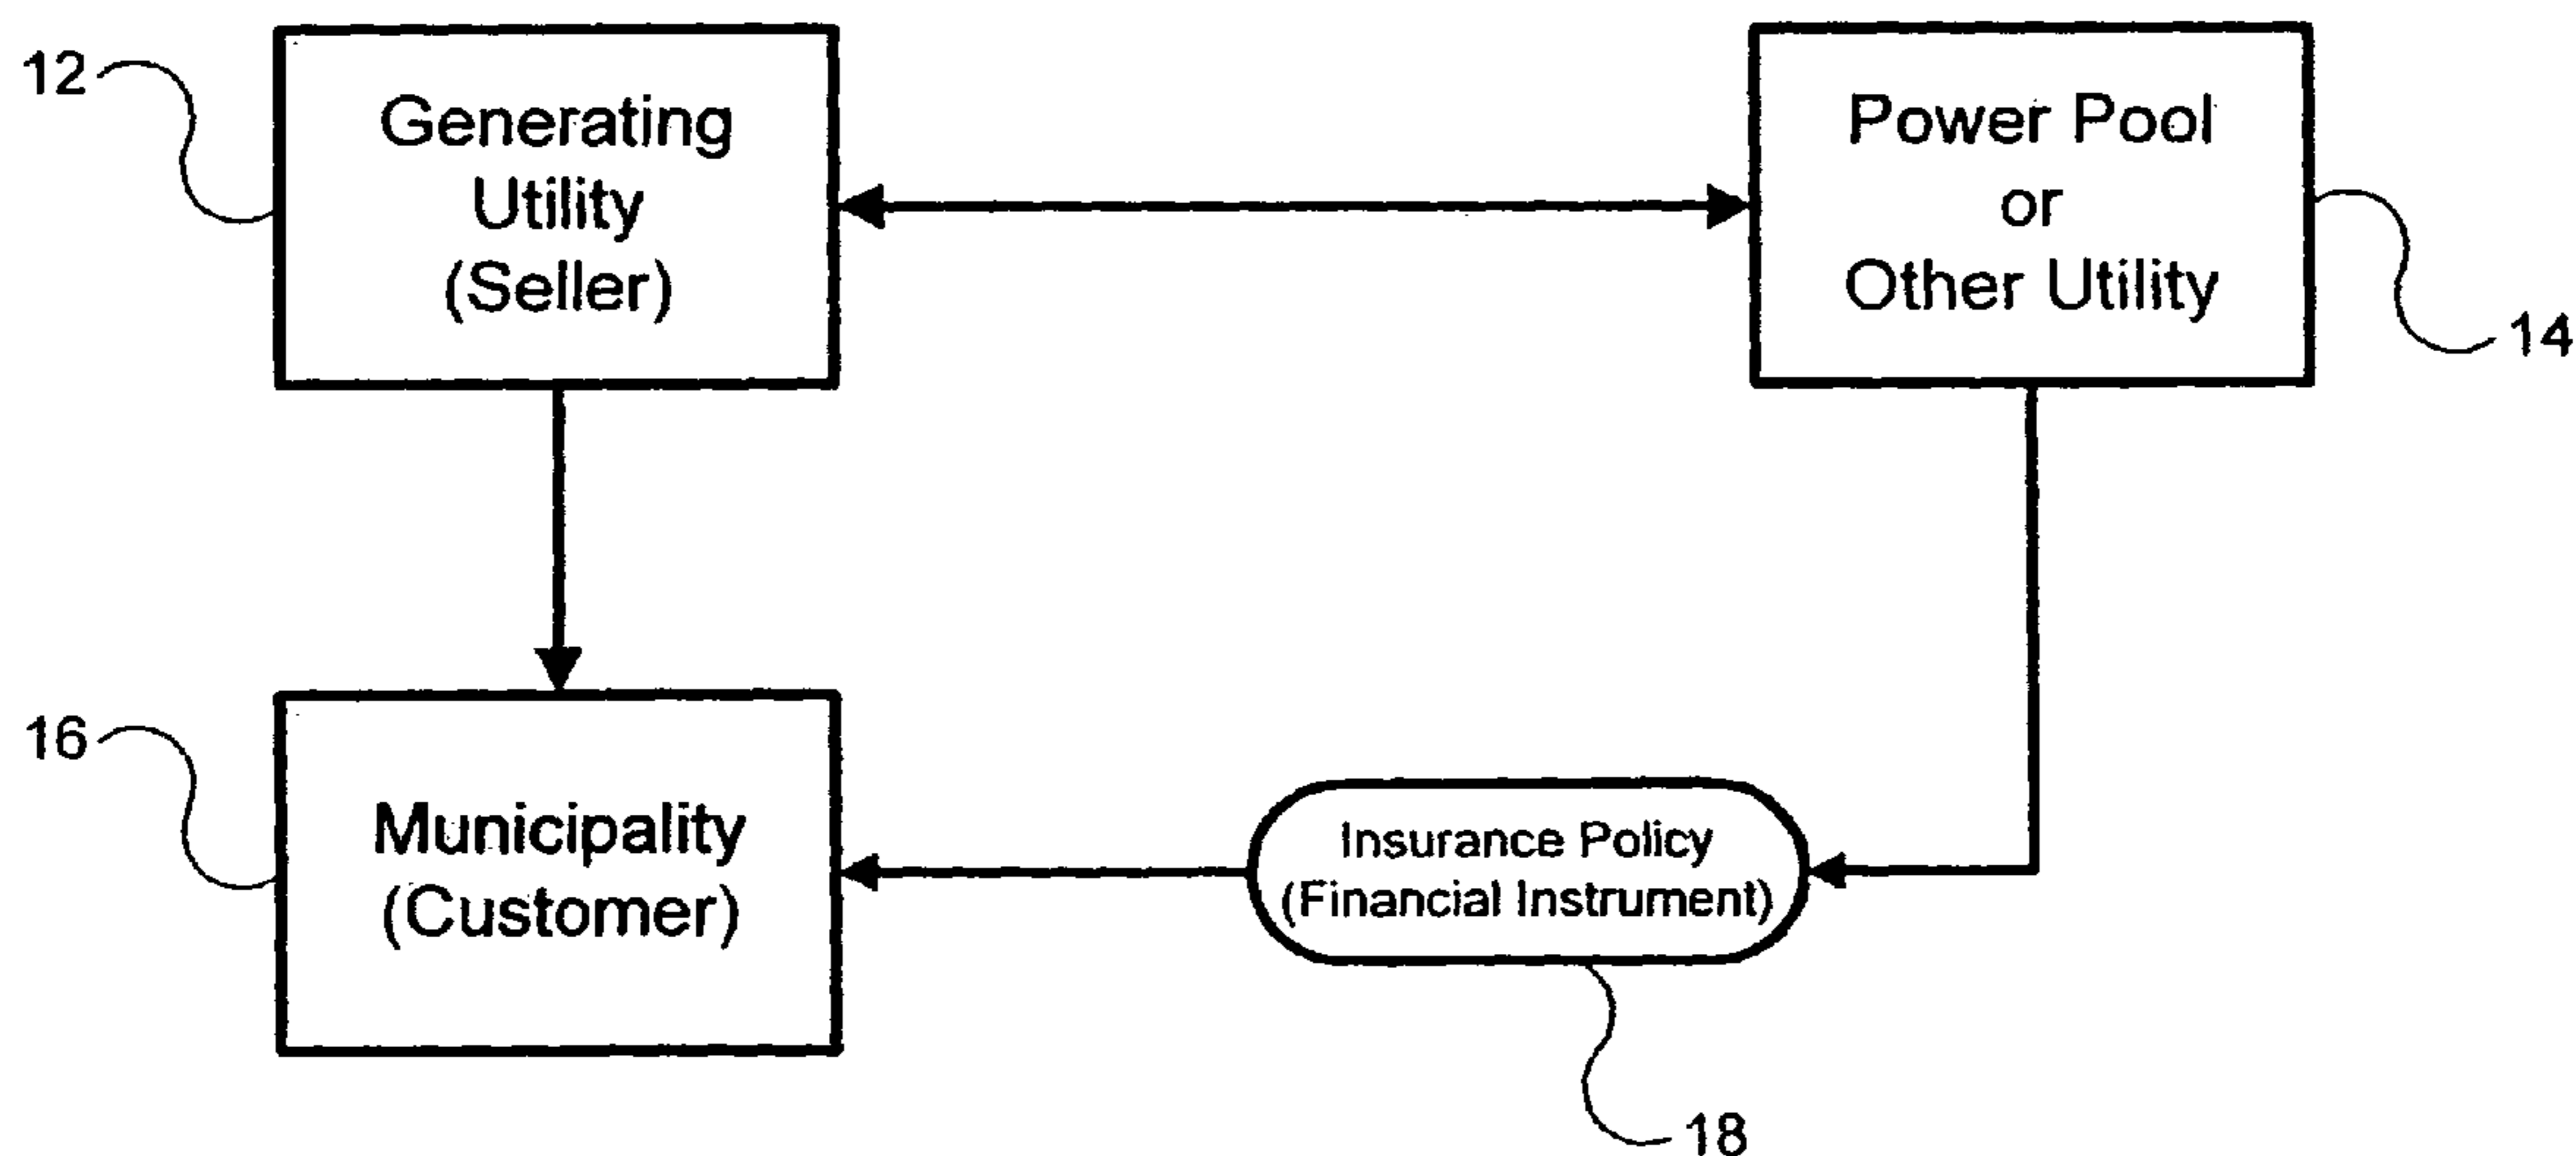 12
Generating
Utility
(Seller)
Power Pool
or
Other Utility
14
16
Municipality
(Customer)
Insurance Policy
(Financial Instrument)
18